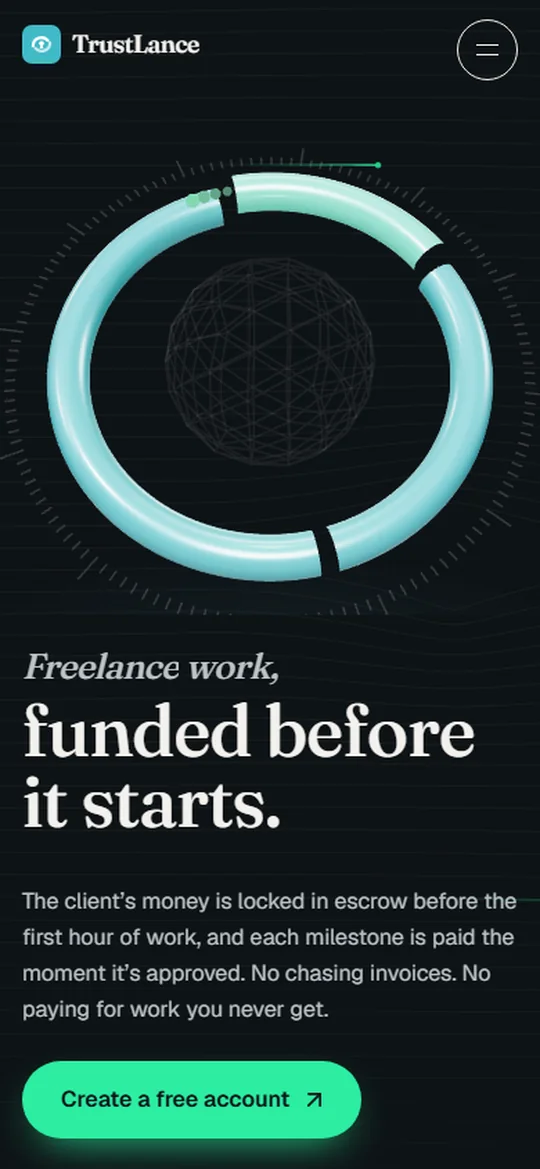 TrustLance
Freelance work,
funded before
it starts.
The client’s money is locked in escrow before the
first hour of work, and each milestone is paid the
moment it’s approved. No chasing invoices. No
paying for work you never get.
Create a free account